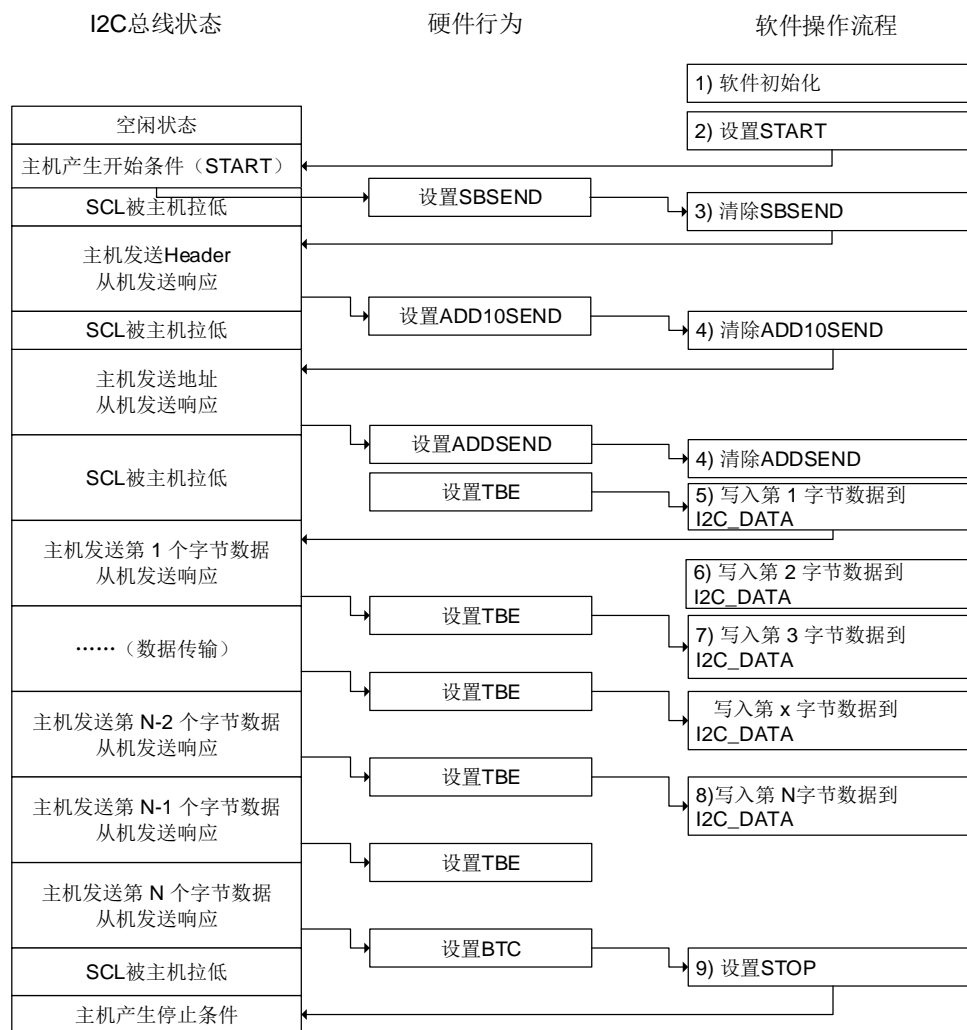 I2C总线状态
硬件行为
软件操作流程
1) 软件初始化
空闲状态
2) 设置START
主机产生开始条件（START）
设置SBSEND
SCL被主机拉低
3) 清除SBSEND
主机发送Header
从机发送响应
设置ADD10SEND
SCL被主机拉低
4) 清除ADD10SEND
主机发送地址
从机发送响应
设置ADDSEND
4) 清除ADDSEND
SCL被主机拉低
设置TBE
5) 写入第 1 字节数据到
I2C_DATA
主机发送第 1 个字节数据
从机发送响应
6) 写入第 2 字节数据到
I2C_DATA
设置TBE
7) 写入第 3 字节数据到
I2C_DATA
……（数据传输）
设置TBE
写入第 x 字节数据到
I2C_DATA
主机发送第 N-2 个字节数据
从机发送响应
设置TBE
8)写入第 N字节数据到
I2C_DATA
主机发送第 N-1 个字节数据
从机发送响应
设置TBE
主机发送第 N 个字节数据
从机发送响应
设置BTC
SCL被主机拉低
9) 设置STOP
主机产生停止条件